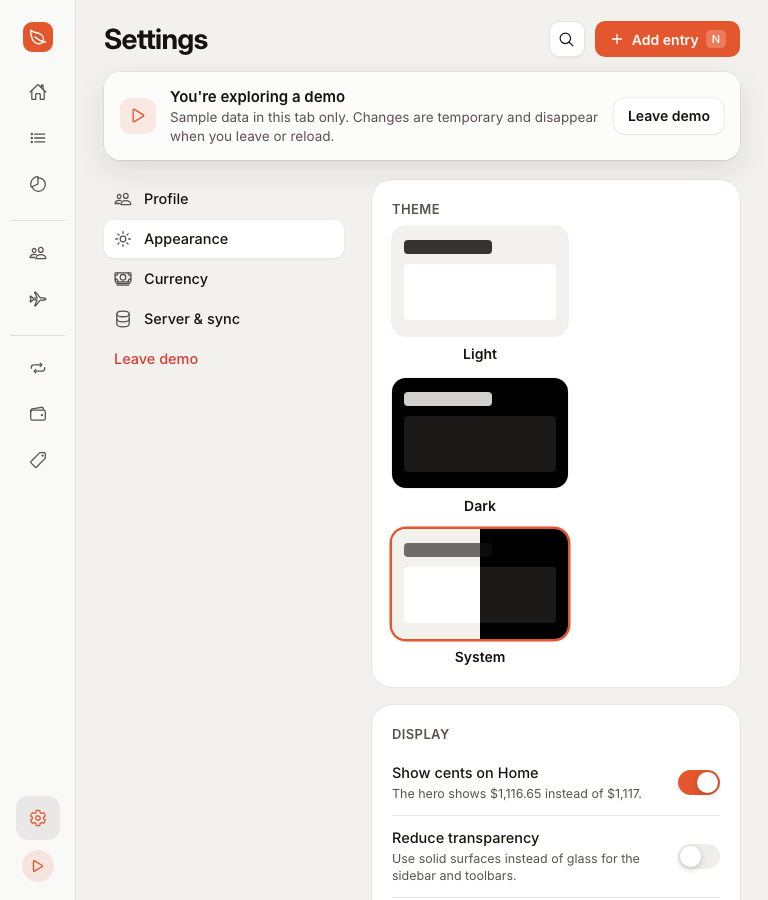 Settings
Add entry N
You're exploring a demo
Sample data in this tab only. Changes are temporary and disappear
when you leave or reload.
Leave demo
Profile
Appearance
Currency
Server & sync
Leave demo
THEME
Light
Dark
System
DISPLAY
Show cents on Home
The hero shows $1,116.65 instead of $1,117.
Reduce transparency
Use solid surfaces instead of glass for the
sidebar and toolbars.